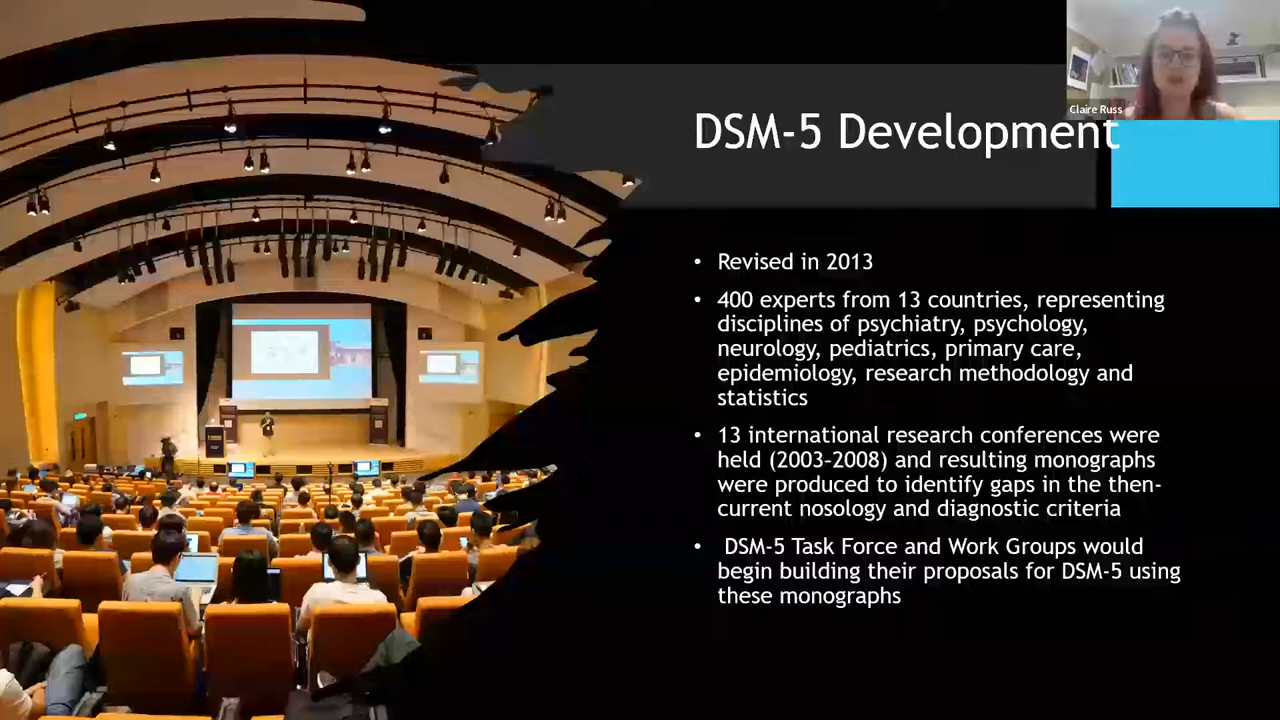 Claire Russ
DSM-5 Development
• Revised in 2013
• 400 experts from 13 countries, representing
disciplines of psychiatry, psychology,
neurology, pediatrics, primary care,
epidemiology, research methodology and
statistics
• 13 international research conferences were
held (2003-2008) and resulting monographs
were produced to identify gaps in the then-
current nosology and diagnostic criteria
• DSM-5 Task Force and Work Groups would
begin building their proposals for DSM-5 using
these monographs